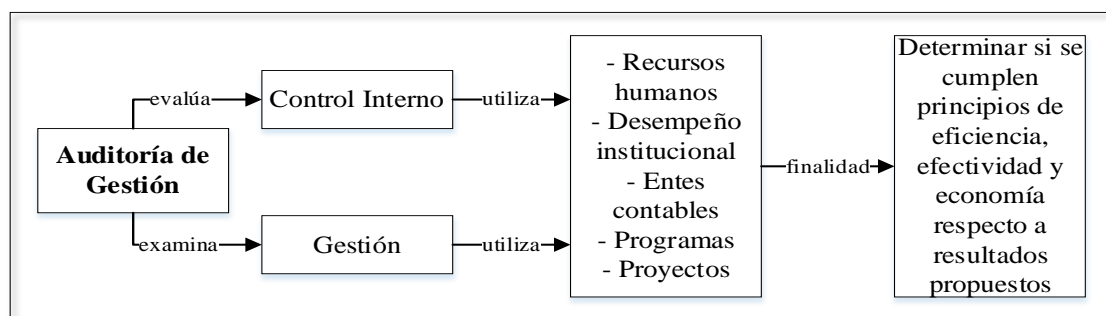 Auditoría de
Gestión
evalúa
Control Interno
utiliza
examina
Gestión
utiliza
- Recursos
humanos
- Desempeño
institucional
- Entes
contables
- Programas
- Proyectos
finalidad
Determinar si se
cumplen
principios de
eficiencia,
efectividad y
economía
respecto a
resultados
propuestos